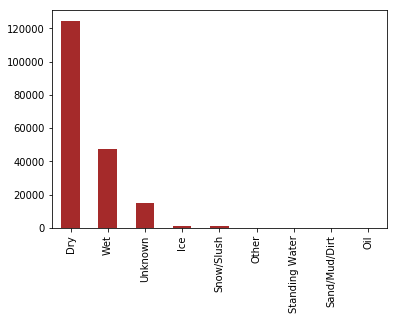 120000
100000
80000
60000
40000
20000
0
Dry
Wet
Unknown
Ice
Snow/Slush
Other
Standing Water
Sand/Mud/Dirt
Oil